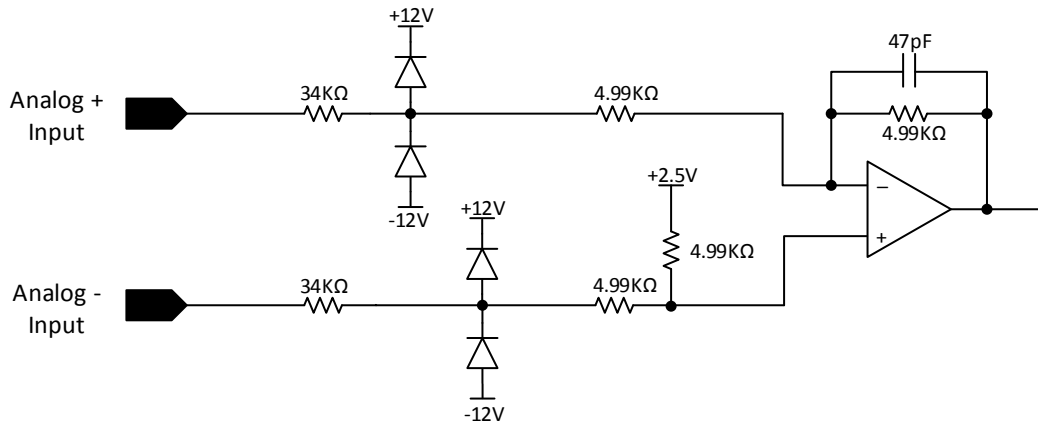 +12V
47pF
Analog +
Input
34KΩ
4.99KΩ
4.99KΩ
-12V
+2.5V
+12V
−
+
4.99KΩ
Analog -
Input
34KΩ
4.99KΩ
-12V